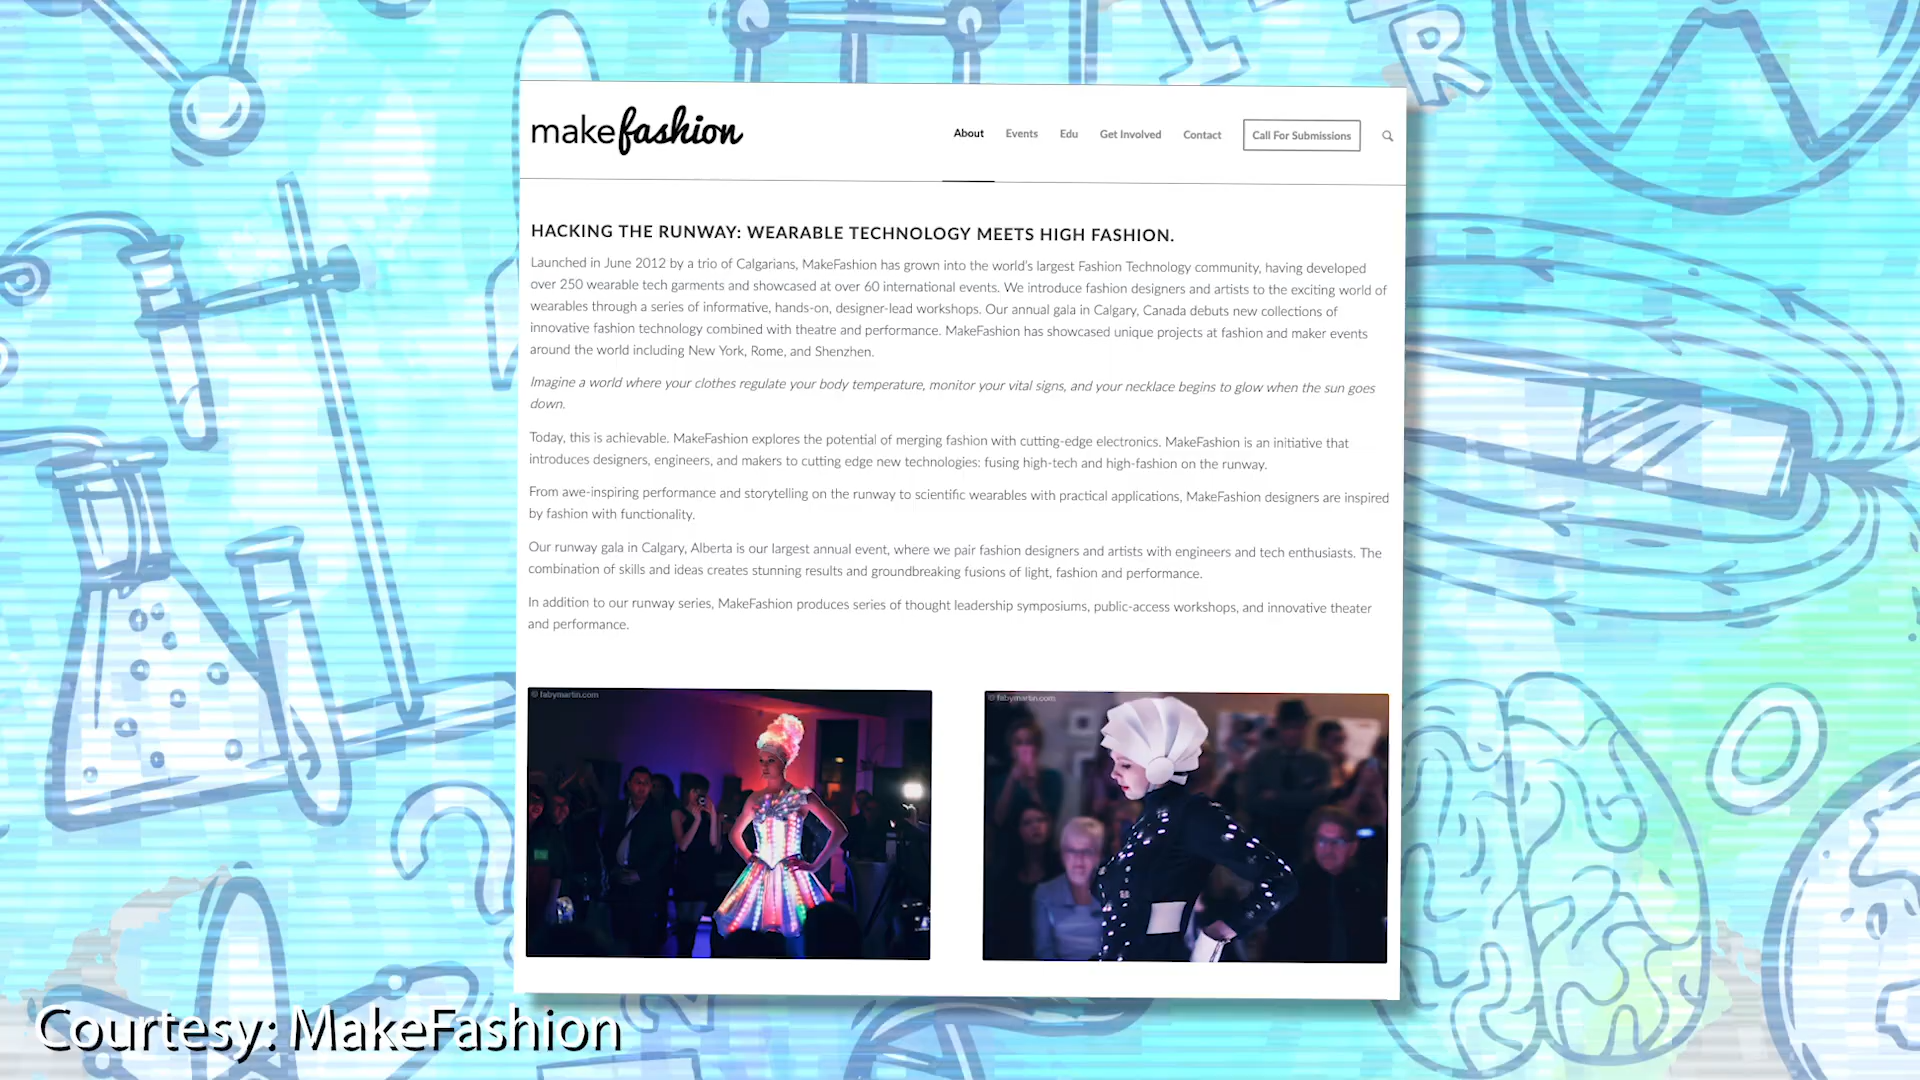 makefashion
About Events Edu Get Involved Contact Call For Submissions
HACKING THE RUNWAY: WEARABLE TECHNOLOGY MEETS HIGH FASHION.
Launched in June 2012 by a trio of Calgarians, MakeFashion has grown into the world's largest Fashion Technology community, having developed
over 250 wearable tech garments and showcased at over 60 international events. We introduce fashion designers and artists to the exciting world of
wearables through a series of informative, hands-on, designer-lead workshops. Our annual gala in Calgary, Canada debuts new collections of
innovative fashion technology combined with theatre and performance. MakeFashion has showcased unique projects at fashion and maker events
around the world including New York, Rome, and Shenzhen.
Imagine a world where your clothes regulate your body temperature, monitor your vital signs, and your necklace begins to glow when the sun goes
down.
Today, this is achievable. MakeFashion explores the potential of merging fashion with cutting-edge electronics. MakeFashion is an initiative that
introduces designers, engineers, and makers to cutting edge new technologies: fusing high-tech and high-fashion on the runway.
From awe-inspiring performance and storytelling on the runway to scientific wearables with practical applications, MakeFashion designers are inspired
by fashion with functionality.
Our runway gala in Calgary, Alberta is our largest annual event, where we pair fashion designers and artists with engineers and tech enthusiasts. The
combination of skills and ideas creates stunning results and groundbreaking fusions of light, fashion and performance.
In addition to our runway series, MakeFashion produces series of thought leadership symposiums, public-access workshops, and innovative theater
and performance.
© fabymartin.com
© fabymartin.com
Courtesy: MakeFashion